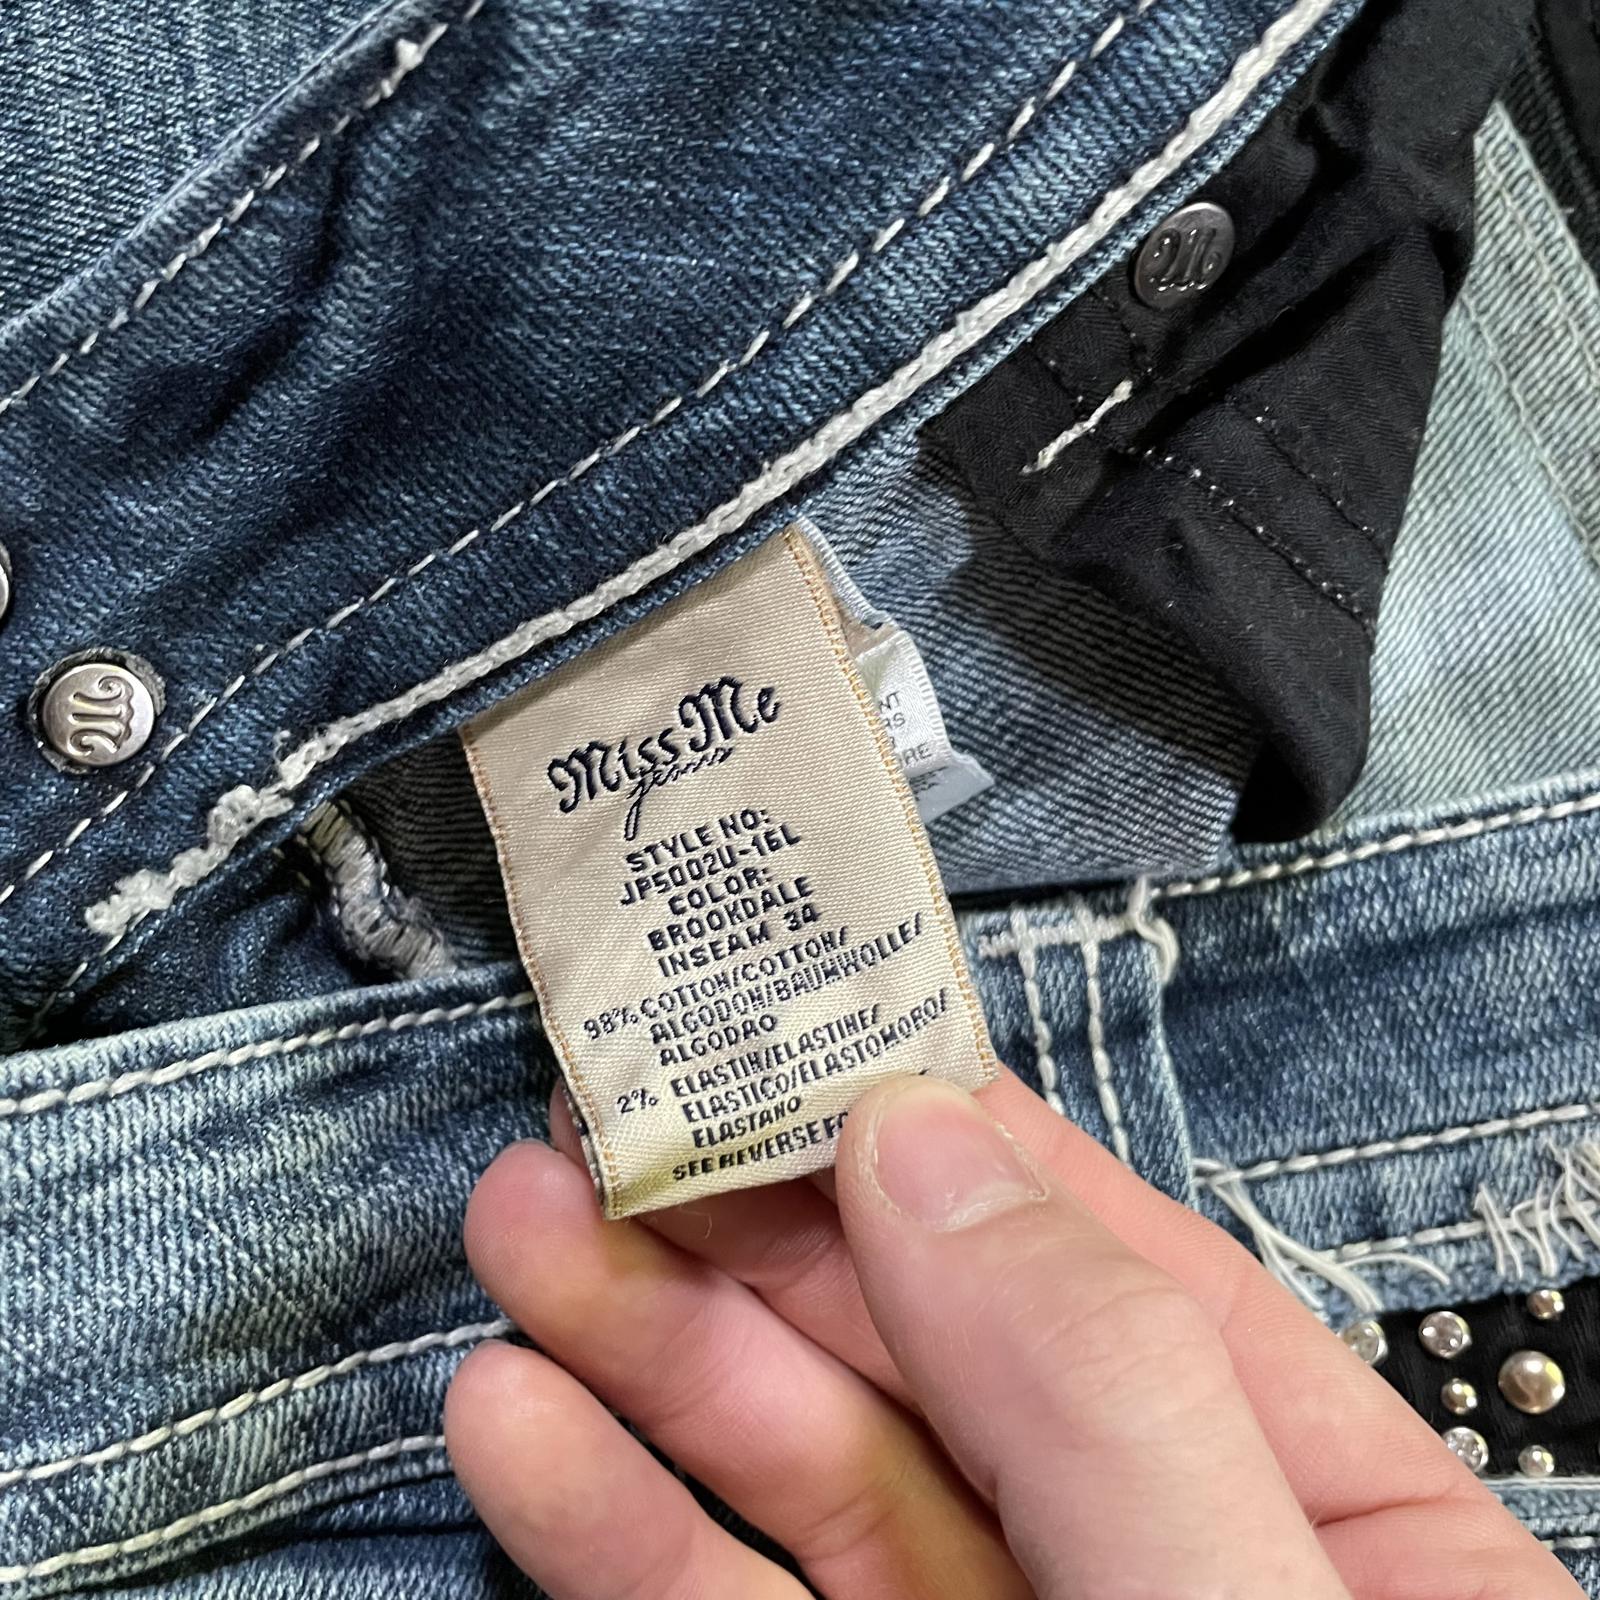 Miss Me
jeans
STYLE NO:
JP5002U-16L
COLOR:
BROOKDALE
INSEAM 34
98% COTTON/COTTON/
ALGODON/BAUMWOLLE/
ALGODAO
2% ELASTIN/ELASTINE/
ELASTICO/ELASTOMORO/
ELASTANO
SEE REVERSE